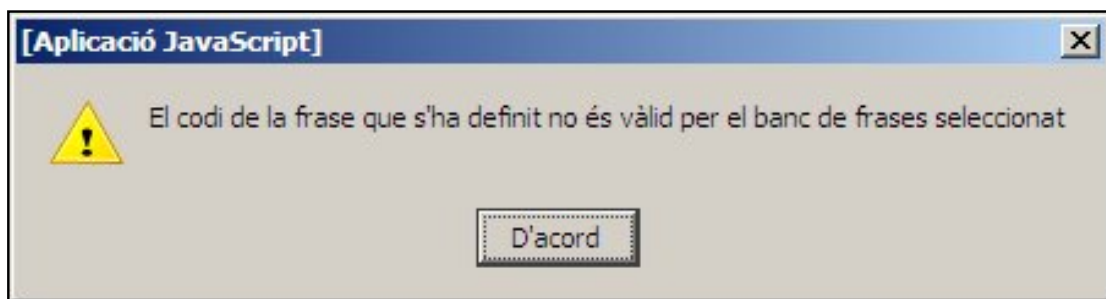 [Aplicació JavaScript]
El codi de la frase que s'ha definit no és vàlid per el banc de frases seleccionat
D'acord